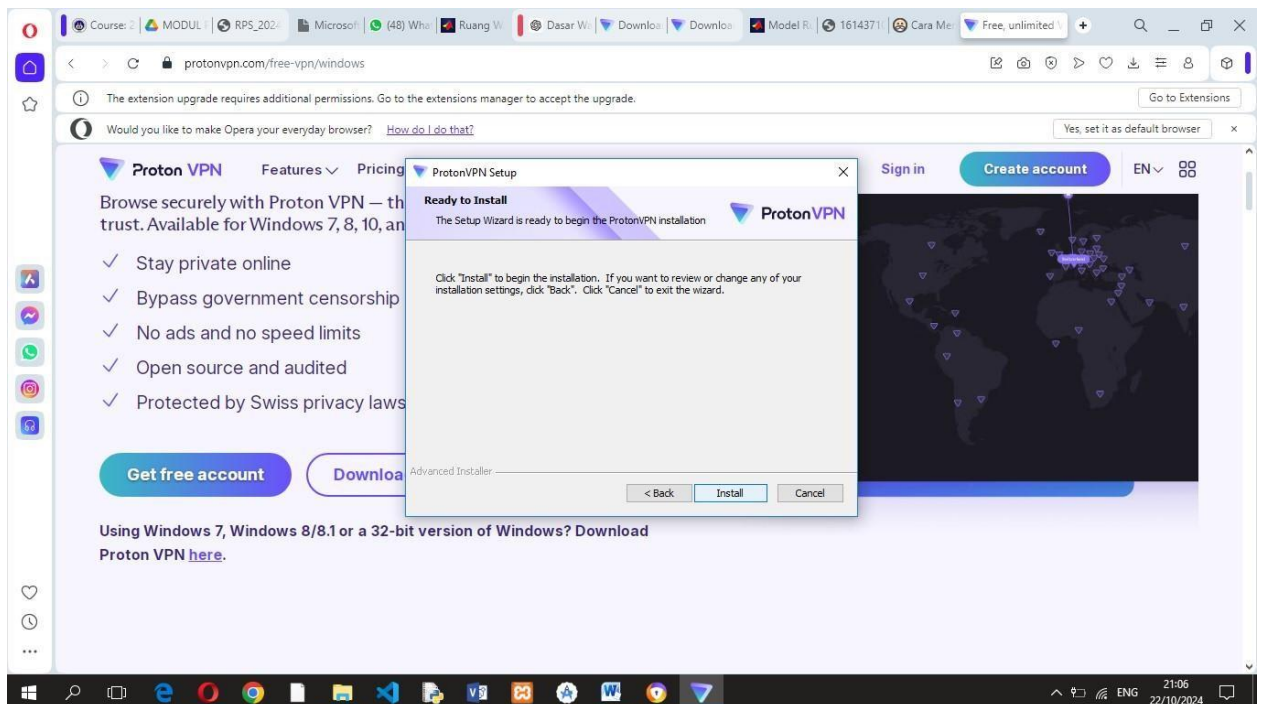 Course: 2
MODUL
RPS_2024
Microsof
(48) Wha
Ruang W
Dasar W
Downloa
Downloa
Model R
1614371
Cara Me
Free, unlimited
protonvpn.com/free-vpn/windows
The extension upgrade requires additional permissions. Go to the extensions manager to accept the upgrade.
Go to Extensions
Would you like to make Opera your everyday browser? How do I do that?
Yes, set it as default browser
Proton VPN
Features
Pricing
Sign in
Create account
EN
Browse securely with Proton VPN — th
trust. Available for Windows 7, 8, 10, an
Stay private online
Bypass government censorship
No ads and no speed limits
Open source and audited
Protected by Swiss privacy laws
Get free account
Downloa
Using Windows 7, Windows 8/8.1 or a 32-bit version of Windows? Download
Proton VPN here.
ProtonVPN Setup
Ready to Install
The Setup Wizard is ready to begin the ProtonVPN installation
ProtonVPN
Click "Install" to begin the installation. If you want to review or change any of your
installation settings, click "Back". Click "Cancel" to exit the wizard.
Advanced Installer
< Back
Install
Cancel
ENG
21:06
22/10/2024